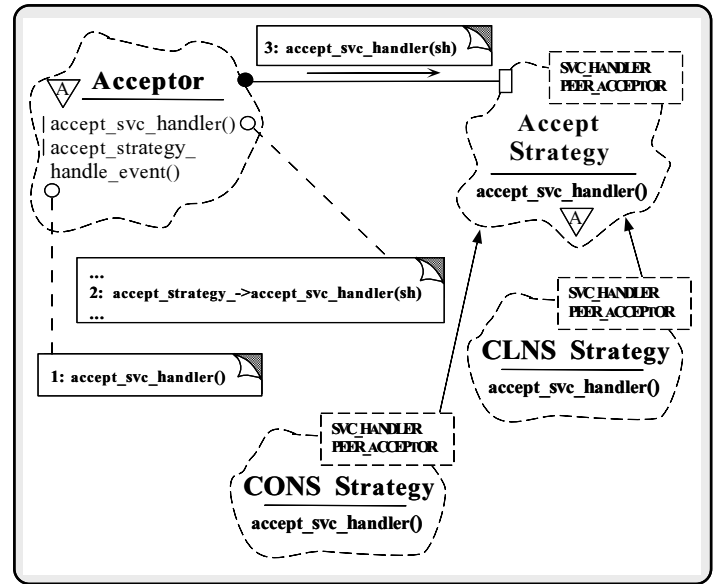 3: accept_svc_handler(sh)
A
Acceptor
| accept_svc_handler()
| accept_strategy_
handle_event()
SVC_HANDLER
PEER_ACCEPTOR
Accept
Strategy
accept_svc_handler()
A
...
2: accept_strategy_->accept_svc_handler(sh)
...
1: accept_svc_handler()
SVC_HANDLER
PEER_ACCEPTOR
CLNS Strategy
accept_svc_handler()
SVC_HANDLER
PEER_ACCEPTOR
CONS Strategy
accept_svc_handler()